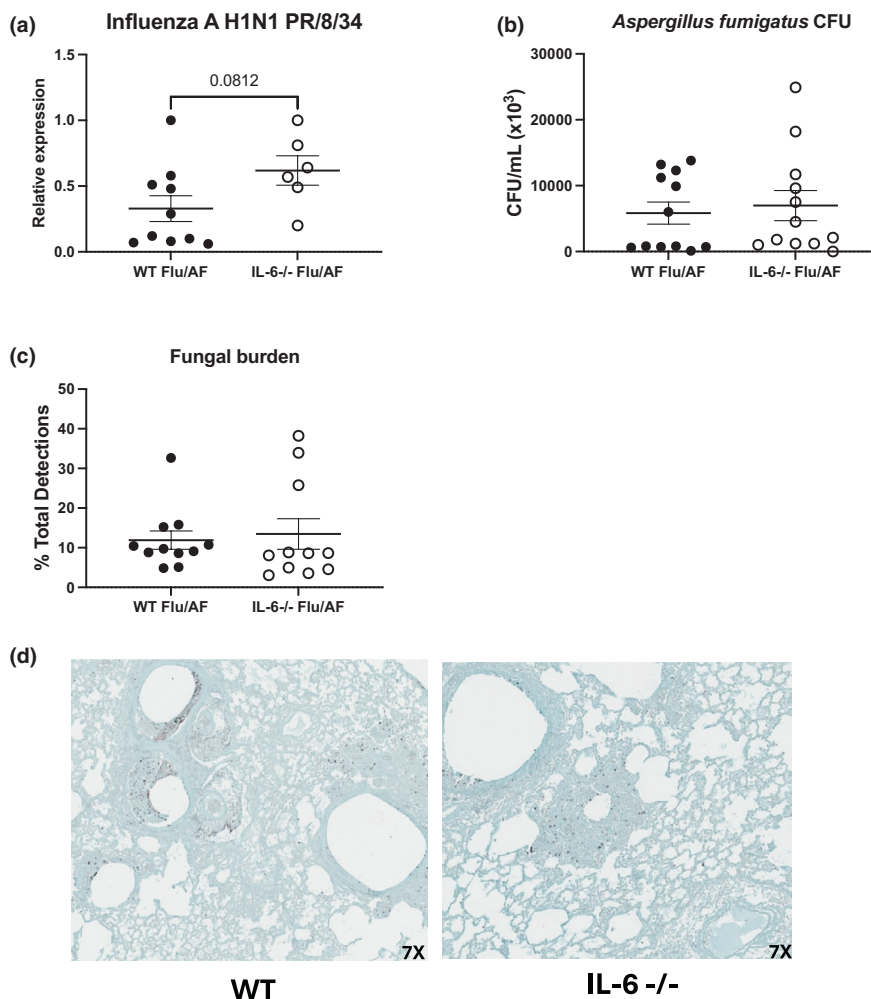 (a)
Influenza A H1N1 PR/8/34
1.5
1.0
0.5
0.0
Relative expression
0.0812
WT Flu/AF
IL-6-/- Flu/AF
(b)
Aspergillus fumigatus CFU
30000
20000
10000
0
CFU/mL (x10³)
WT Flu/AF
IL-6-/- Flu/AF
(c)
Fungal burden
50
40
30
20
10
0
% Total Detections
WT Flu/AF
IL-6-/- Flu/AF
(d)
7X
7X
WT
IL-6 -/-